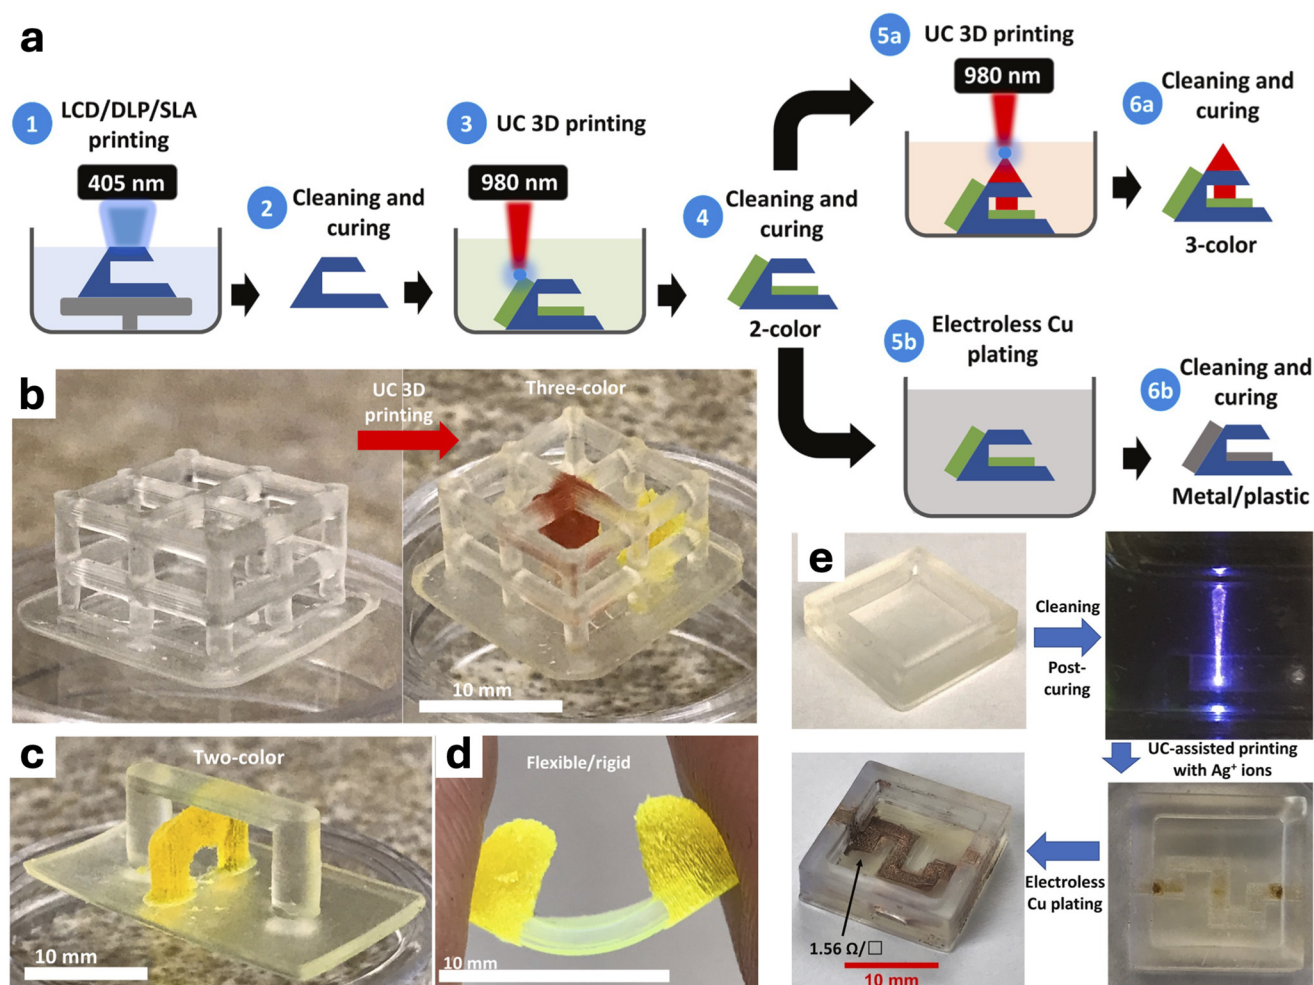 a
1
LCD/DLP/SLA
printing
405 nm
2
Cleaning and
curing
3
UC 3D printing
980 nm
4
Cleaning and
curing
2-color
5a
UC 3D printing
980 nm
6a
Cleaning and
curing
3-color
5b
Electroless Cu
plating
6b
Cleaning and
curing
Metal/plastic
b
UC 3D
printing
Three-color
10 mm
c
Two-color
10 mm
d
Flexible/rigid
10 mm
e
Cleaning
Post-
curing
UC-assisted printing
with Ag⁺ ions
Electroless
Cu plating
1.56 Ω/□
10 mm